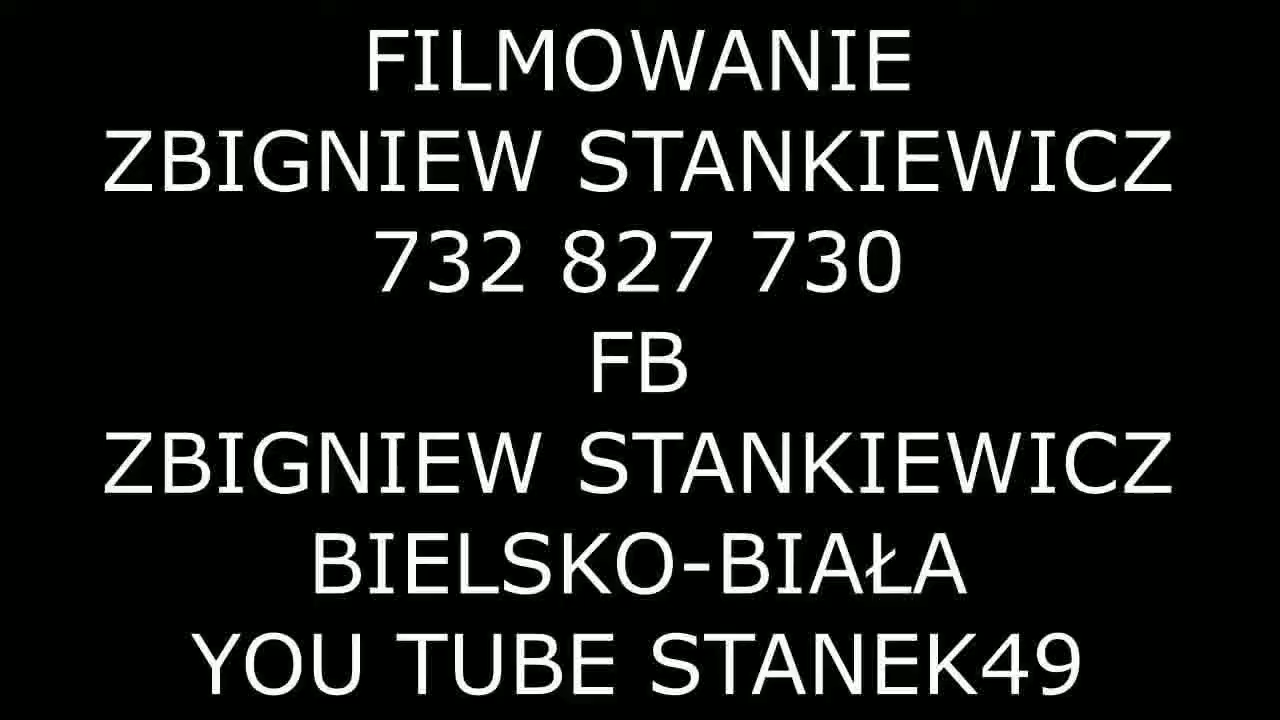 FILMOWANIE
ZBIGNIEW STANKIEWICZ
732 827 730
FB
ZBIGNIEW STANKIEWICZ
BIELSKO-BIAŁA
YOU TUBE STANEK49